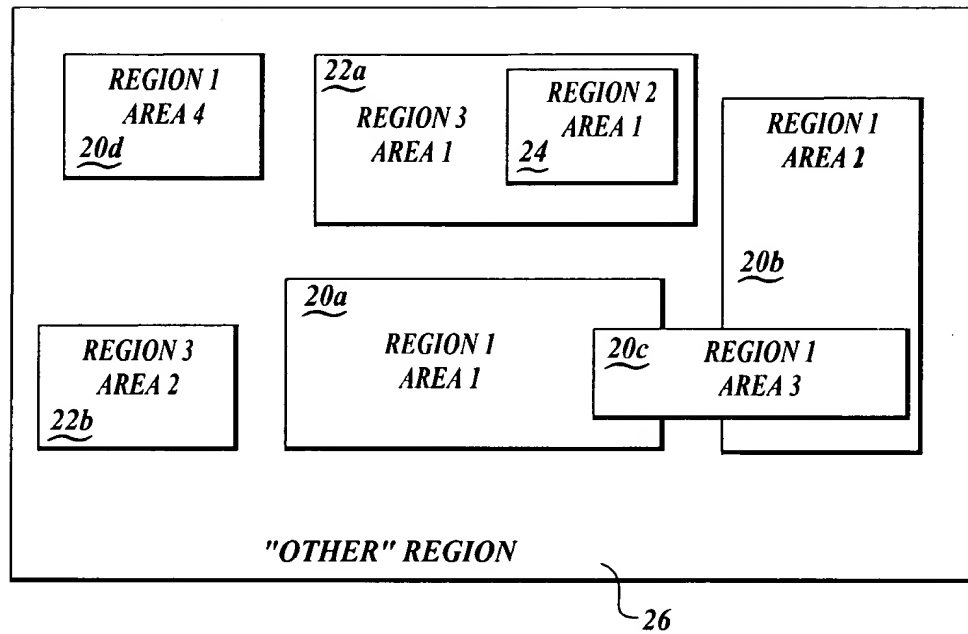 REGION 1
AREA 4
20d
22a
REGION 3
AREA 1
REGION 2
AREA 1
24
REGION 1
AREA 2
20b
20a
REGION 1
AREA 1
20c
REGION 1
AREA 3
REGION 3
AREA 2
22b
"OTHER" REGION
26